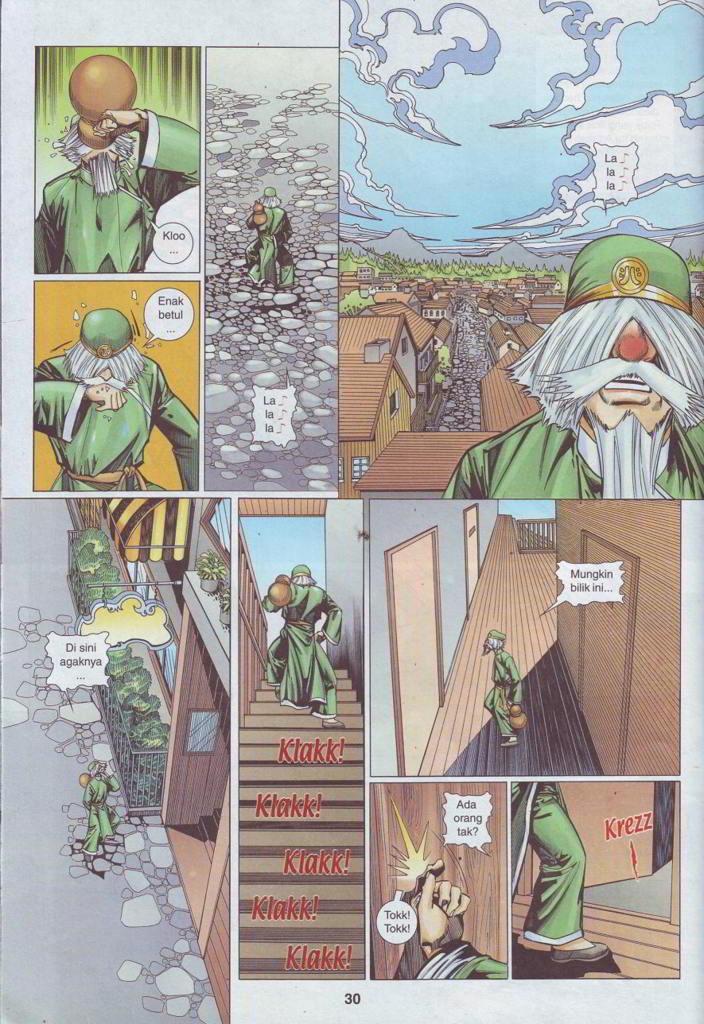 Kloo
...
Enak
betul
...
La ♪
la ♪
la ♪
La ♪
la ♪
la ♪
Di sini
agaknya
...
Klakk!
Klakk!
Klakk!
Klakk!
Klakk!
Mungkin
bilik ini...
Ada
orang
tak?
Tokk!
Tokk!
Krezz
30